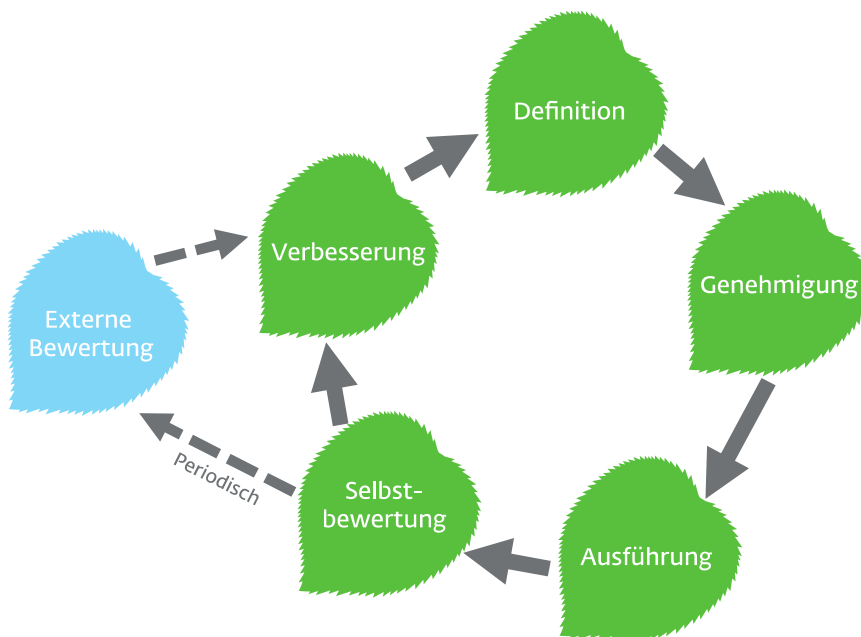 Definition
Genehmigung
Ausführung
Selbst-
bewertung
Periodisch
Externe
Bewertung
Verbesserung